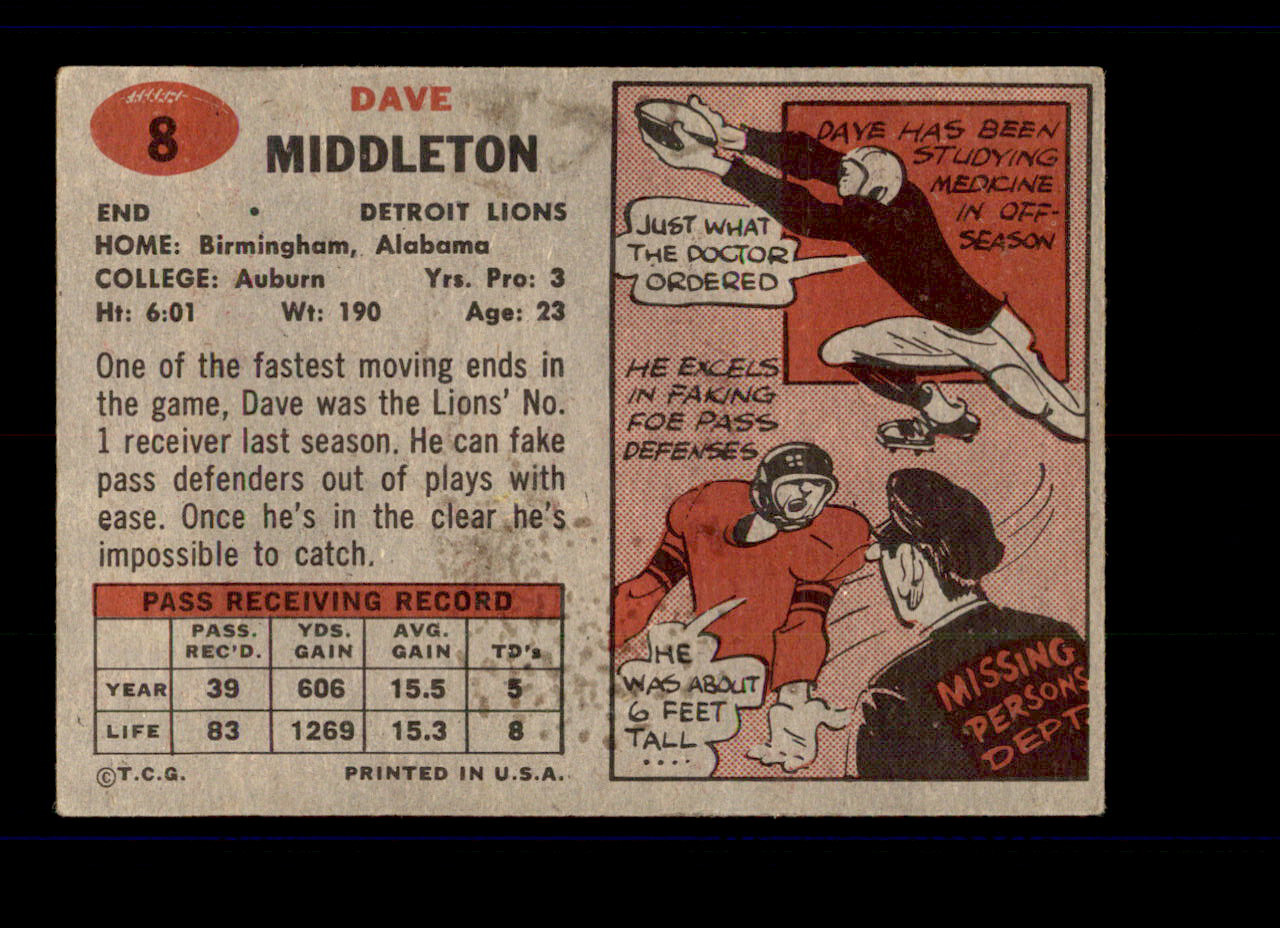 8
DAVE
MIDDLETON
END • DETROIT LIONS
HOME: Birmingham, Alabama
COLLEGE: Auburn Yrs. Pro: 3
Ht: 6:01 Wt: 190 Age: 23
One of the fastest moving ends in
the game, Dave was the Lions' No.
1 receiver last season. He can fake
pass defenders out of plays with
ease. Once he's in the clear he's
impossible to catch.
PASS RECEIVING RECORD
PASS. REC'D. YDS. GAIN AVG. GAIN TD's
YEAR 39 606 15.5 5
LIFE 83 1269 15.3 8
©T.C.G. PRINTED IN U.S.A.
DAVE HAS BEEN
STUDYING
MEDICINE
IN OFF-
SEASON
JUST WHAT
THE DOCTOR
ORDERED
HE EXCELS
IN FAKING
FOE PASS
DEFENSES
HE
WAS ABOUT
6 FEET
TALL
....
MISSING
PERSONS
DEPT.